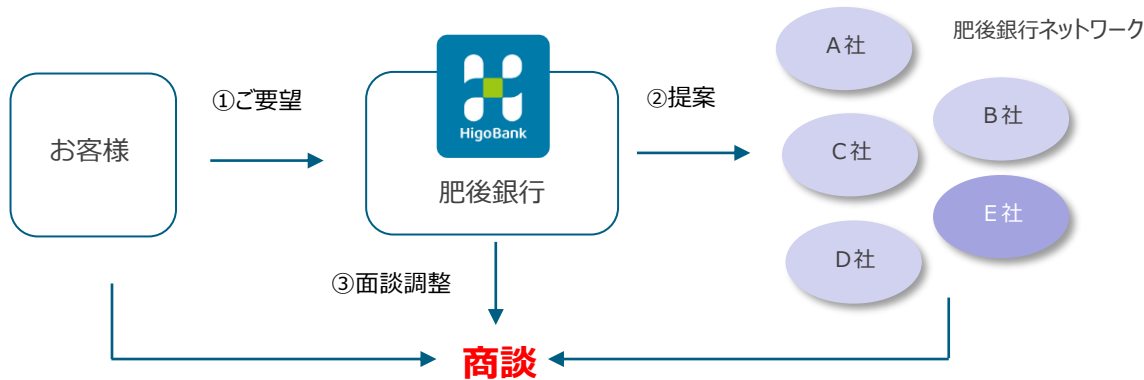 肥後銀行ネットワーク
A社
B社
①ご要望
②提案
HigoBank
お客様
C社
肥後銀行
E社
D社
③面談調整
商談